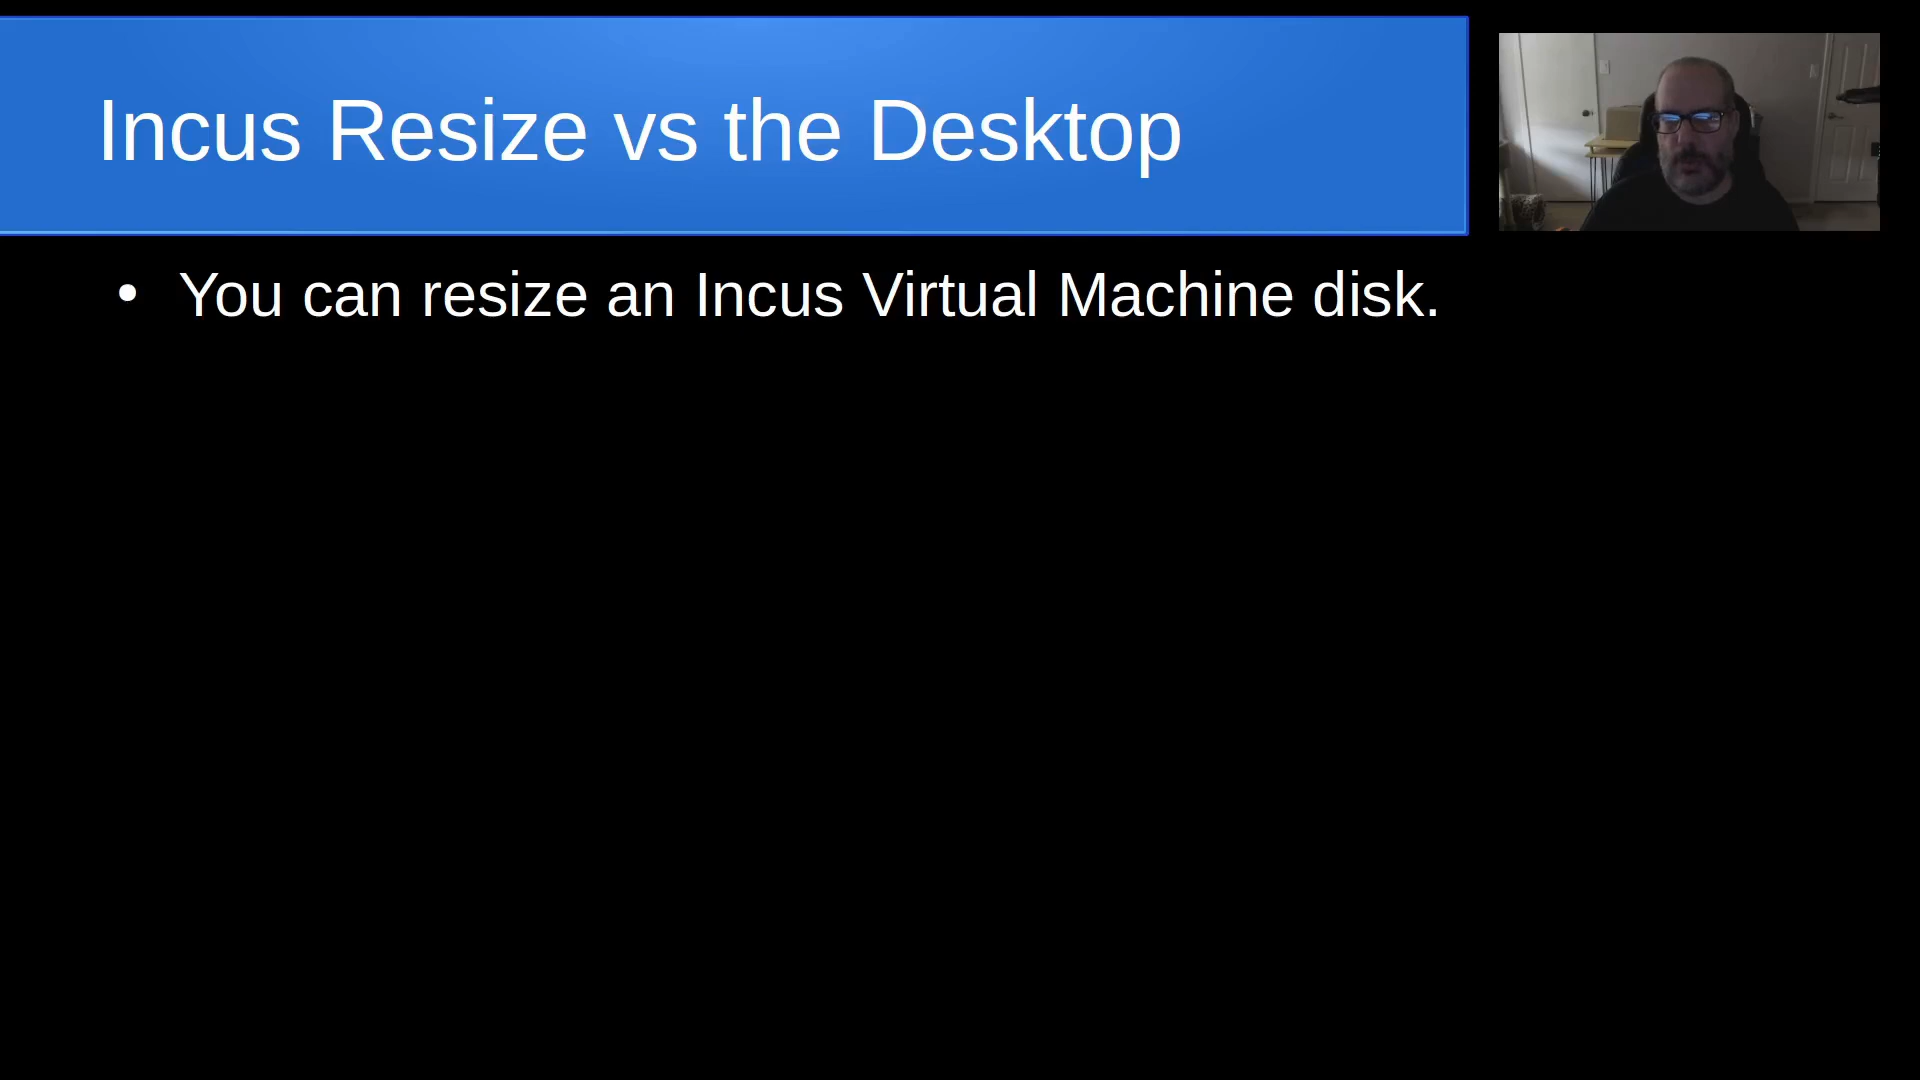 Incus Resize vs the Desktop
• You can resize an Incus Virtual Machine disk.